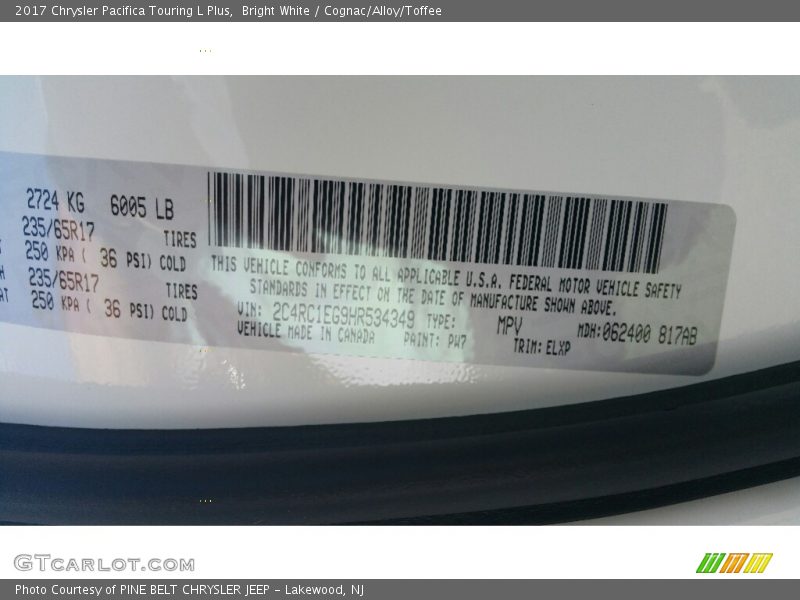 2017 Chrysler Pacifica Touring L Plus, Bright White / Cognac/Alloy/Toffee
2724 KG 6005 LB
235/65R17 TIRES
250 KPA ( 36 PSI) COLD
235/65R17 TIRES
250 KPA ( 36 PSI) COLD
THIS VEHICLE CONFORMS TO ALL APPLICABLE U.S.A. FEDERAL MOTOR VEHICLE SAFETY
STANDARDS IN EFFECT ON THE DATE OF MANUFACTURE SHOWN ABOVE.
VIN: 2C4RC1EG9HR534349 TYPE: MPV MDH:062400 817AB
VEHICLE MADE IN CANADA PAINT: PW7 TRIM: ELXP
GTCARLOT.COM
Photo Courtesy of PINE BELT CHRYSLER JEEP - Lakewood, NJ